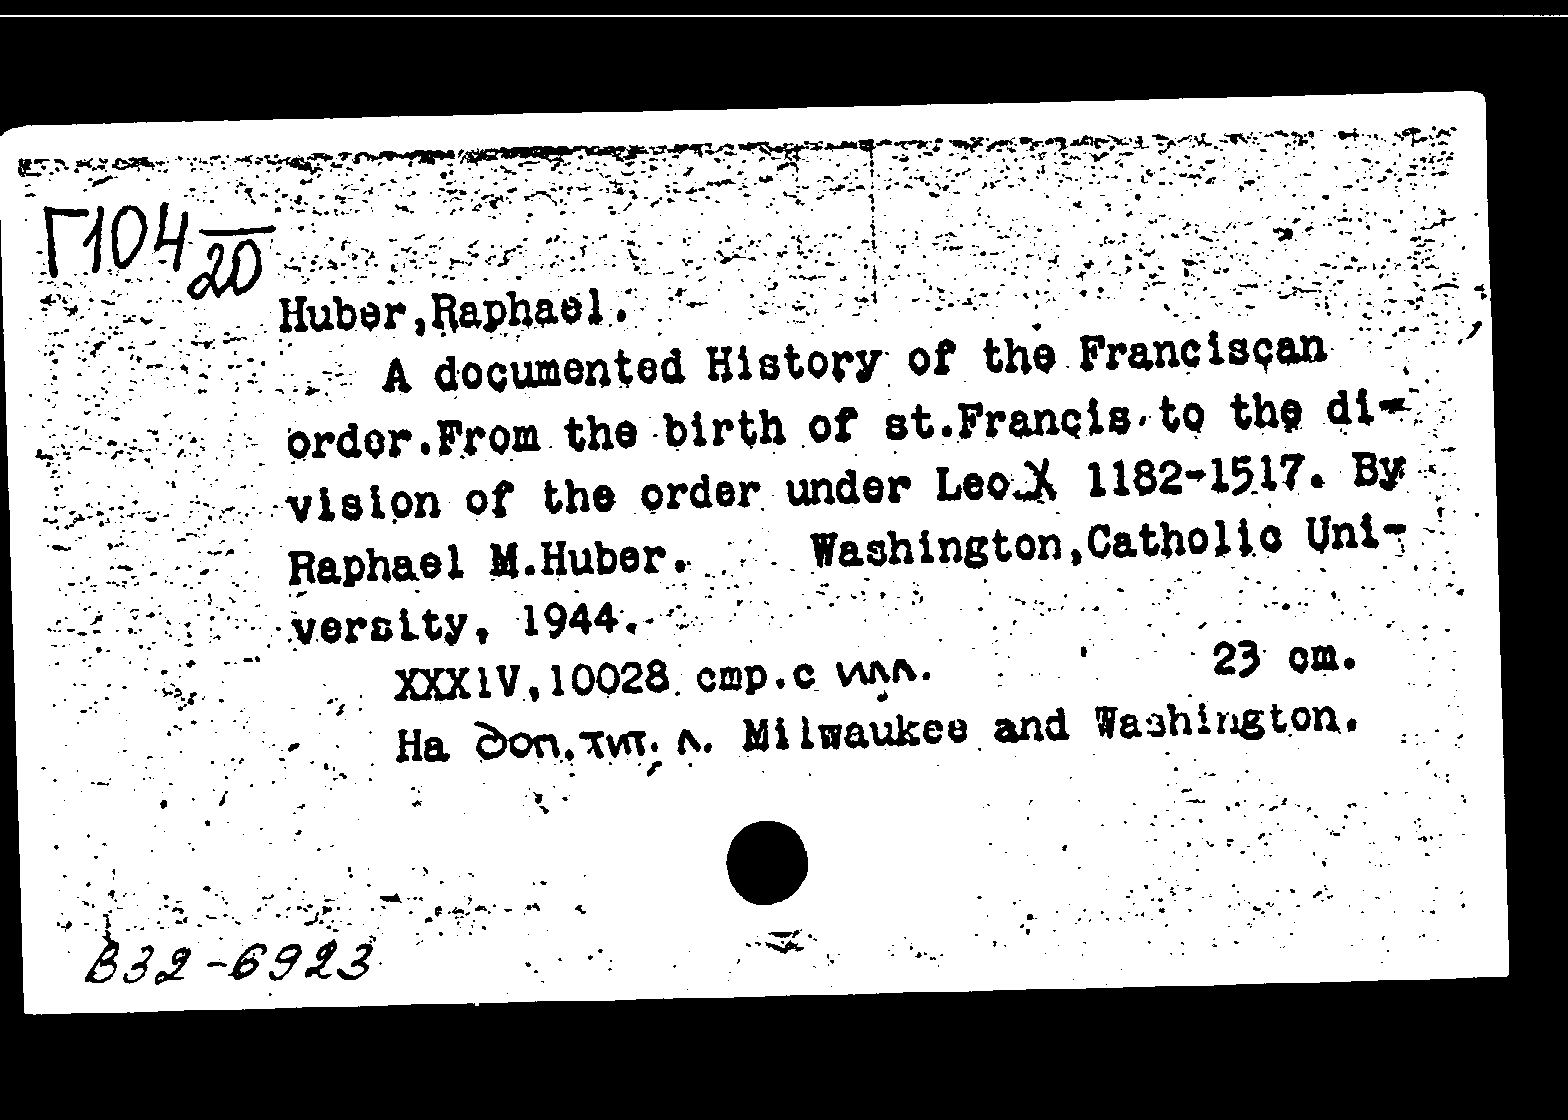 Г104
20
Huber,Raphael.
A documented History of the Franciscan
order.From the birth of st.Francis to the di-
vision of the order under Leo X 1182-1517. By
Raphael M.Huber. Washington,Catholic Uni-
versity, 1944.
XXXIV,10028 cmp.c илл. 23 cm.
На доп.тит. л. Milwaukee and Washington.
B32-6923